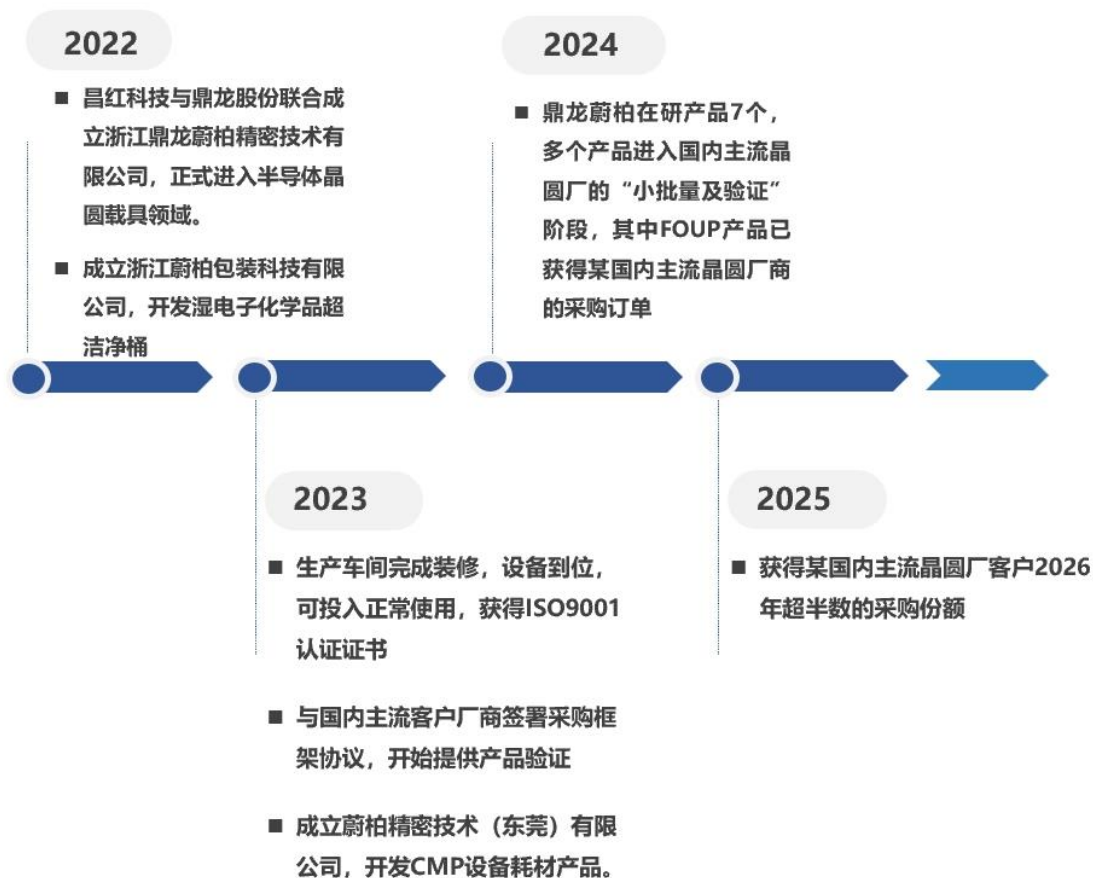 2022
■ 昌红科技与鼎龙股份联合成
立浙江鼎龙蔚柏精密技术有
限公司，正式进入半导体晶
圆载具领域。
■ 成立浙江蔚柏包装科技有限
公司，开发湿电子化学品超
洁净桶
2023
■ 生产车间完成装修，设备到位，
可投入正常使用，获得ISO9001
认证证书
■ 与国内主流客户厂商签署采购框
架协议，开始提供产品验证
■ 成立蔚柏精密技术（东莞）有限
公司，开发CMP设备耗材产品。
2024
■ 鼎龙蔚柏在研产品7个，
多个产品进入国内主流晶
圆厂的“小批量及验证”
阶段，其中FOUP产品已
获得某国内主流晶圆厂商
的采购订单
2025
■ 获得某国内主流晶圆厂客户2026
年超半数的采购份额